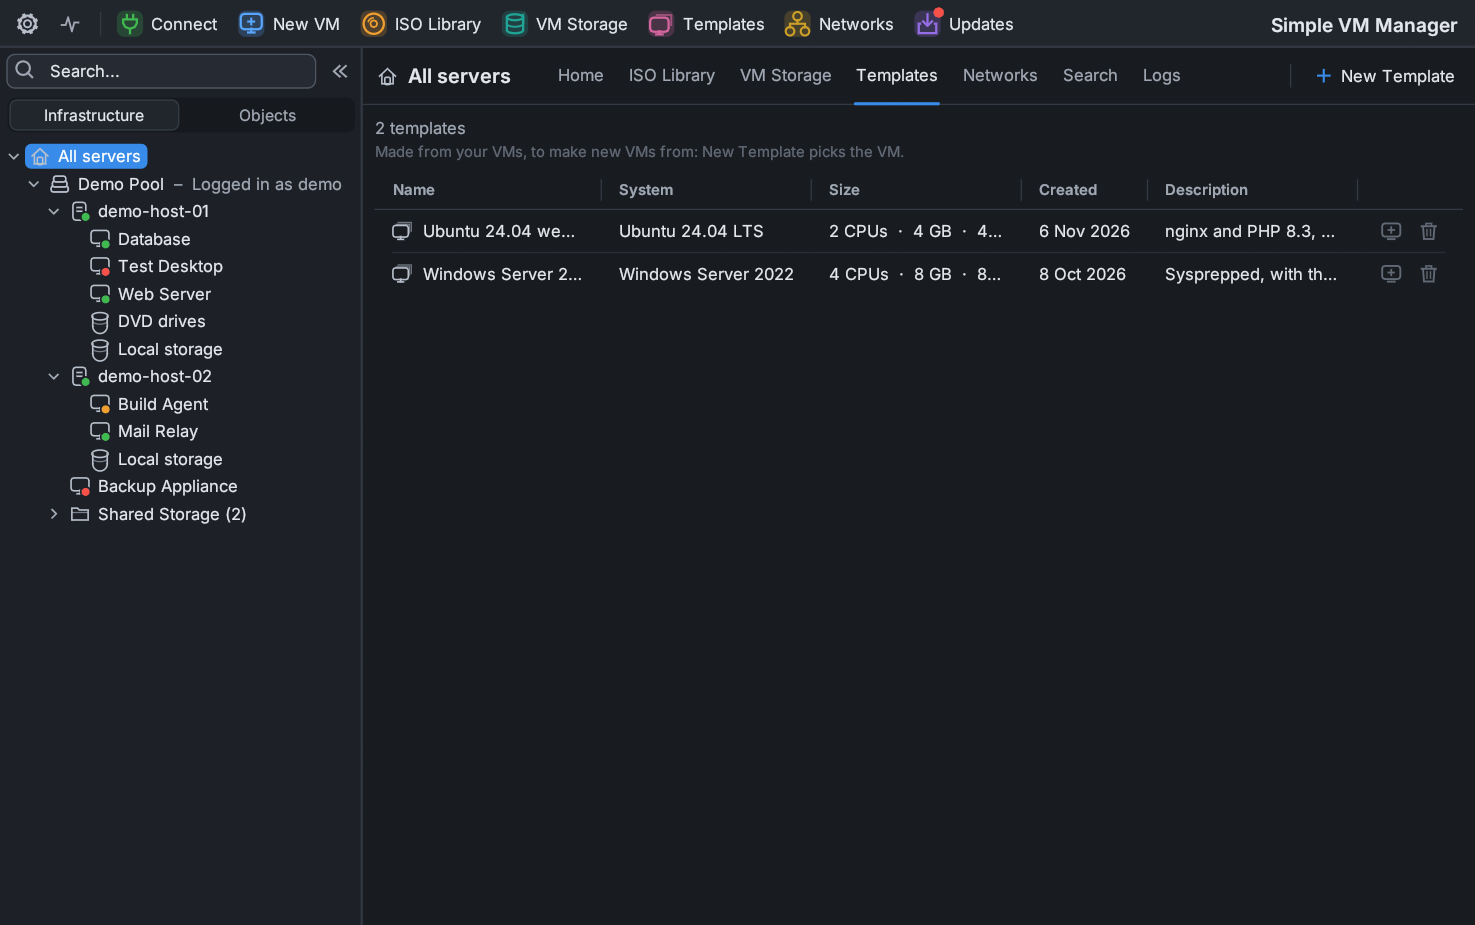 Connect
New VM
ISO Library
VM Storage
Templates
Networks
Updates
Simple VM Manager
Search...
Infrastructure
Objects
All servers
Demo Pool – Logged in as demo
demo-host-01
Database
Test Desktop
Web Server
DVD drives
Local storage
demo-host-02
Build Agent
Mail Relay
Local storage
Backup Appliance
Shared Storage (2)
All servers
Home
ISO Library
VM Storage
Templates
Networks
Search
Logs
+ New Template
2 templates
Made from your VMs, to make new VMs from: New Template picks the VM.
Name System Size Created Description
Ubuntu 24.04 we... Ubuntu 24.04 LTS 2 CPUs · 4 GB · 4... 6 Nov 2026 nginx and PHP 8.3, ...
Windows Server 2... Windows Server 2022 4 CPUs · 8 GB · 8... 8 Oct 2026 Sysprepped, with th...